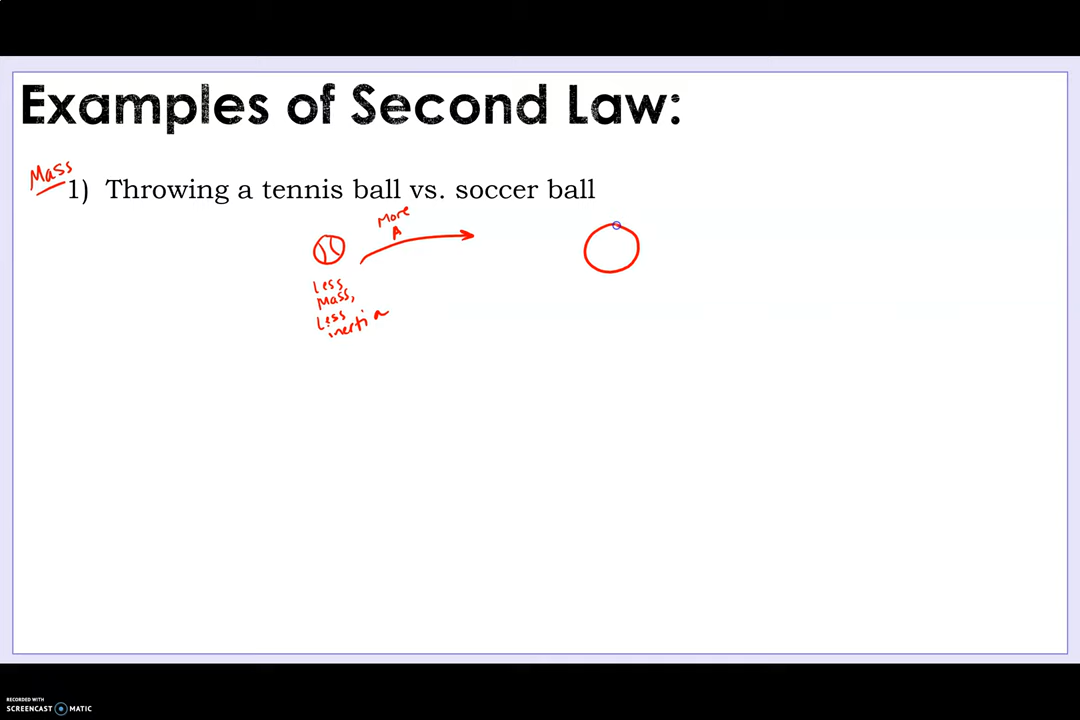 Examples of Second Law:
Mass
1) Throwing a tennis ball vs. soccer ball
More
A
Less
Mass,
Less
inertia
RECORDED WITH
SCREENCAST MATIC